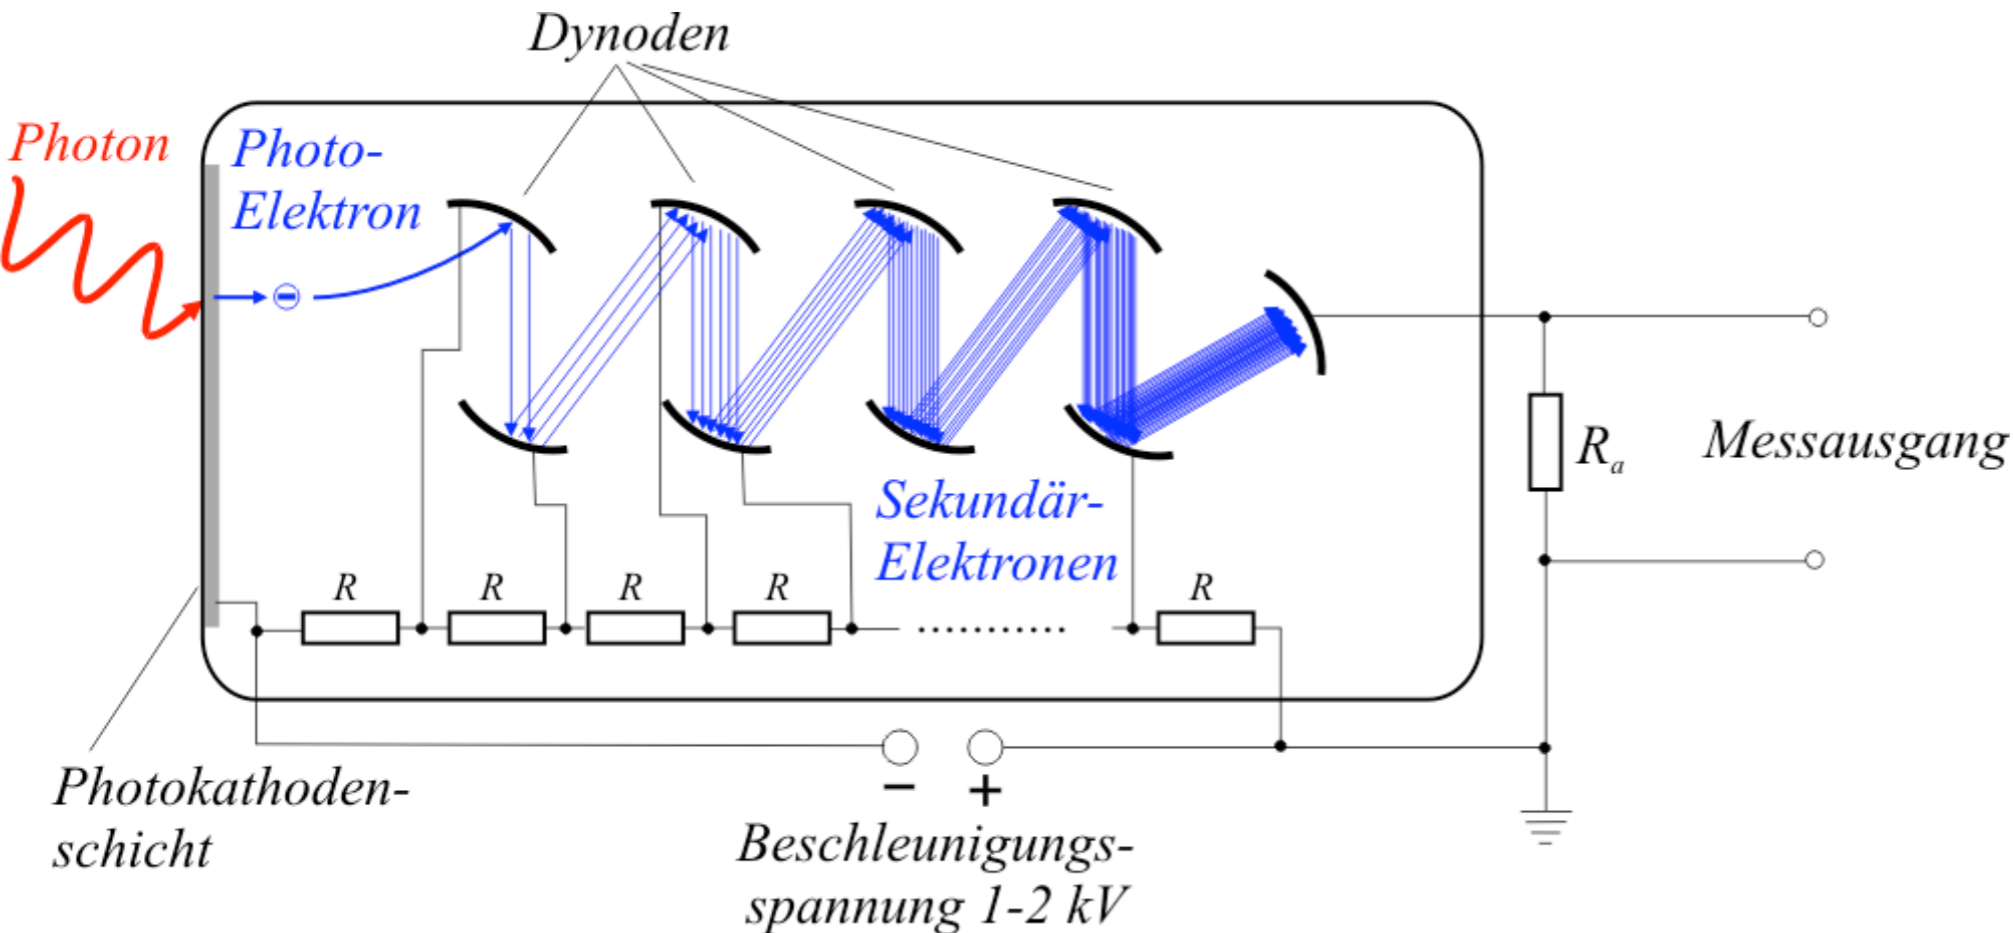 Dynoden
Photon
Photo-
Elektron
Sekundär-
Elektronen
R
R
R
R
R
Rₐ
Messausgang
Photokathoden-
schicht
− +
Beschleunigungs-
spannung 1-2 kV